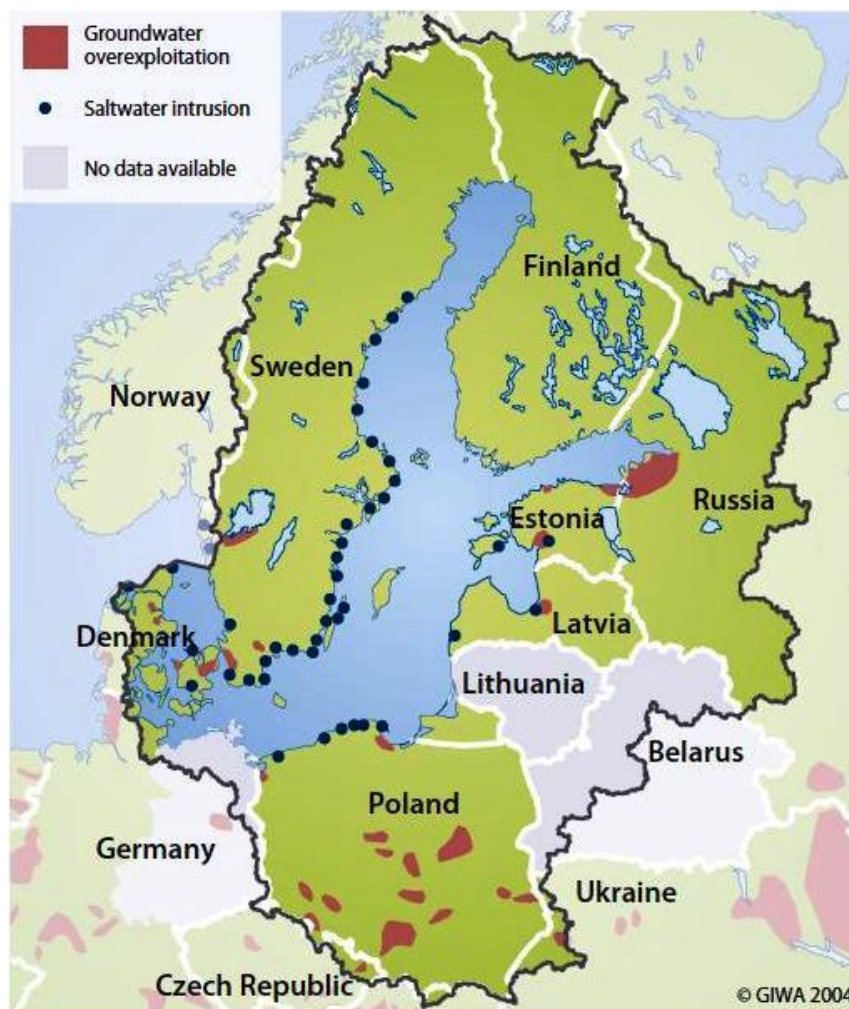 Groundwater
overexploitation
Saltwater intrusion
No data available
Finland
Sweden
Norway
Russia
Estonia
Denmark
Latvia
Lithuania
Belarus
Poland
Germany
Ukraine
Czech Republic
© GIWA 2004